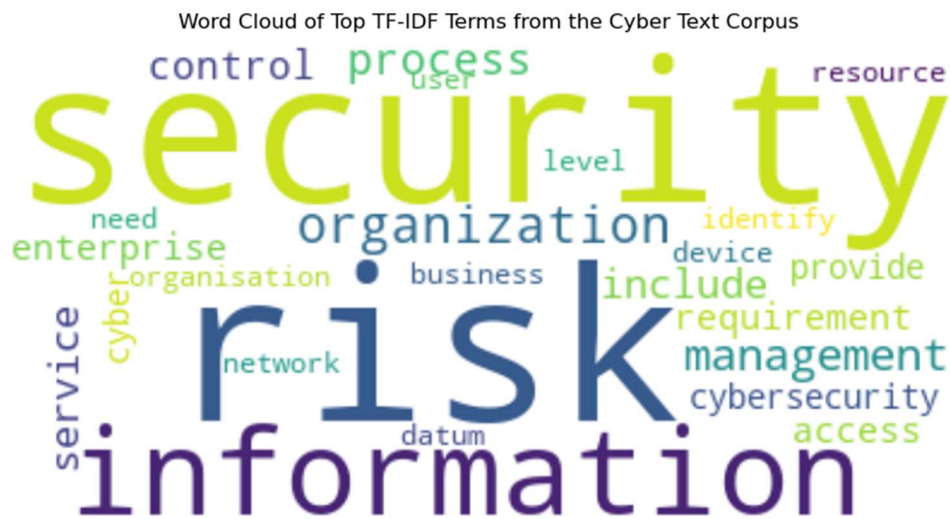 Word Cloud of Top TF-IDF Terms from the Cyber Text Corpus
control
process
user
resource
security
level
need
organization
identify
enterprise
device
organisation
business
include
provide
cyber
risk
requirement
service
network
management
cybersecurity
datum
access
information